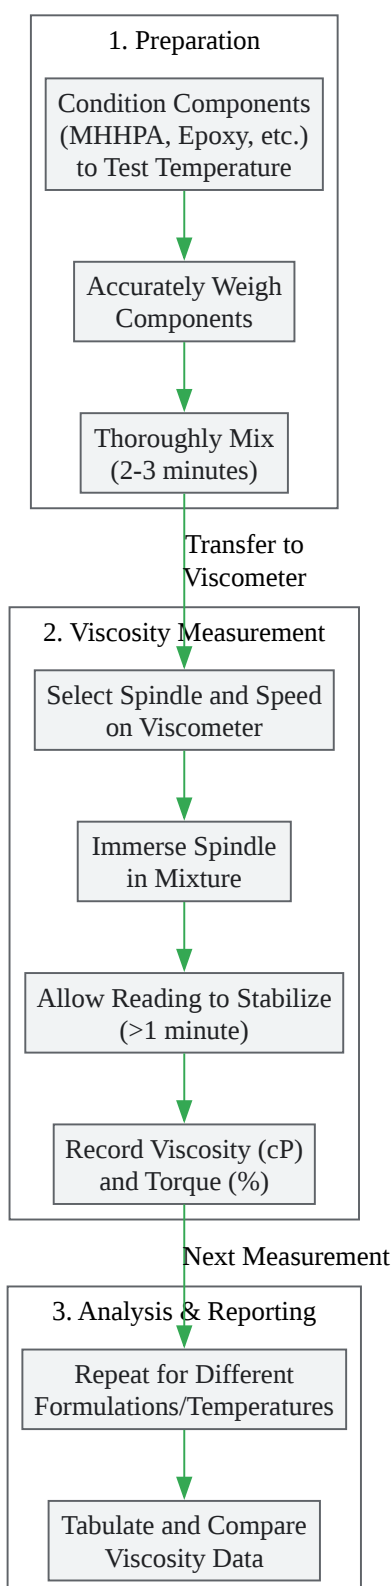 1. Preparation
Condition Components
(MHHPA, Epoxy, etc.)
to Test Temperature
Accurately Weigh
Components
Thoroughly Mix
(2-3 minutes)
Transfer to
Viscometer
2. Viscosity Measurement
Select Spindle and Speed
on Viscometer
Immerse Spindle
in Mixture
Allow Reading to Stabilize
(>1 minute)
Record Viscosity (cP)
and Torque (%)
Next Measurement
3. Analysis & Reporting
Repeat for Different
Formulations/Temperatures
Tabulate and Compare
Viscosity Data